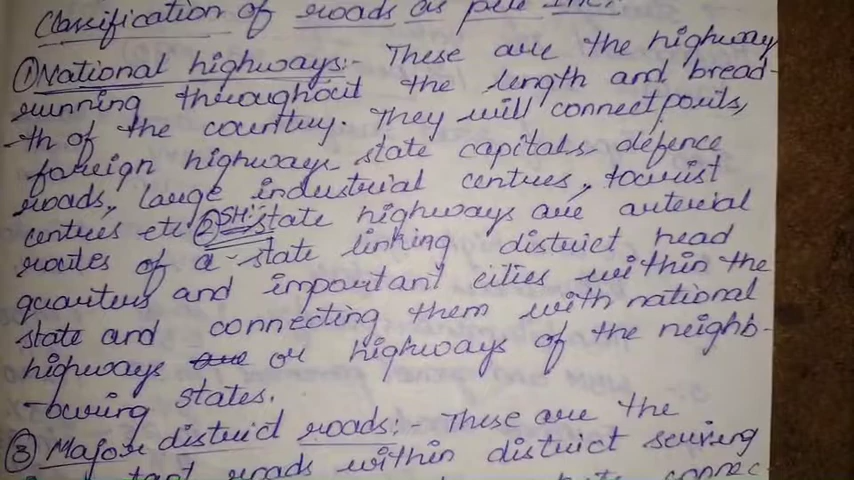 Classification of roads as per IRC:
①National highways:- These are the highway
running throughout the length and bread-
-th of the country. They will connect ports,
foreign highways state capitals defence
roads, large industrial centres, tourist
centres etc ② SH:- state highways are arterial
routes of a state linking district head
quarters and important cities within the
state and connecting them with national
highways or highways of the neighb-
-ouring states.
③ Major district roads:- These are the
roads within district serving
connec-